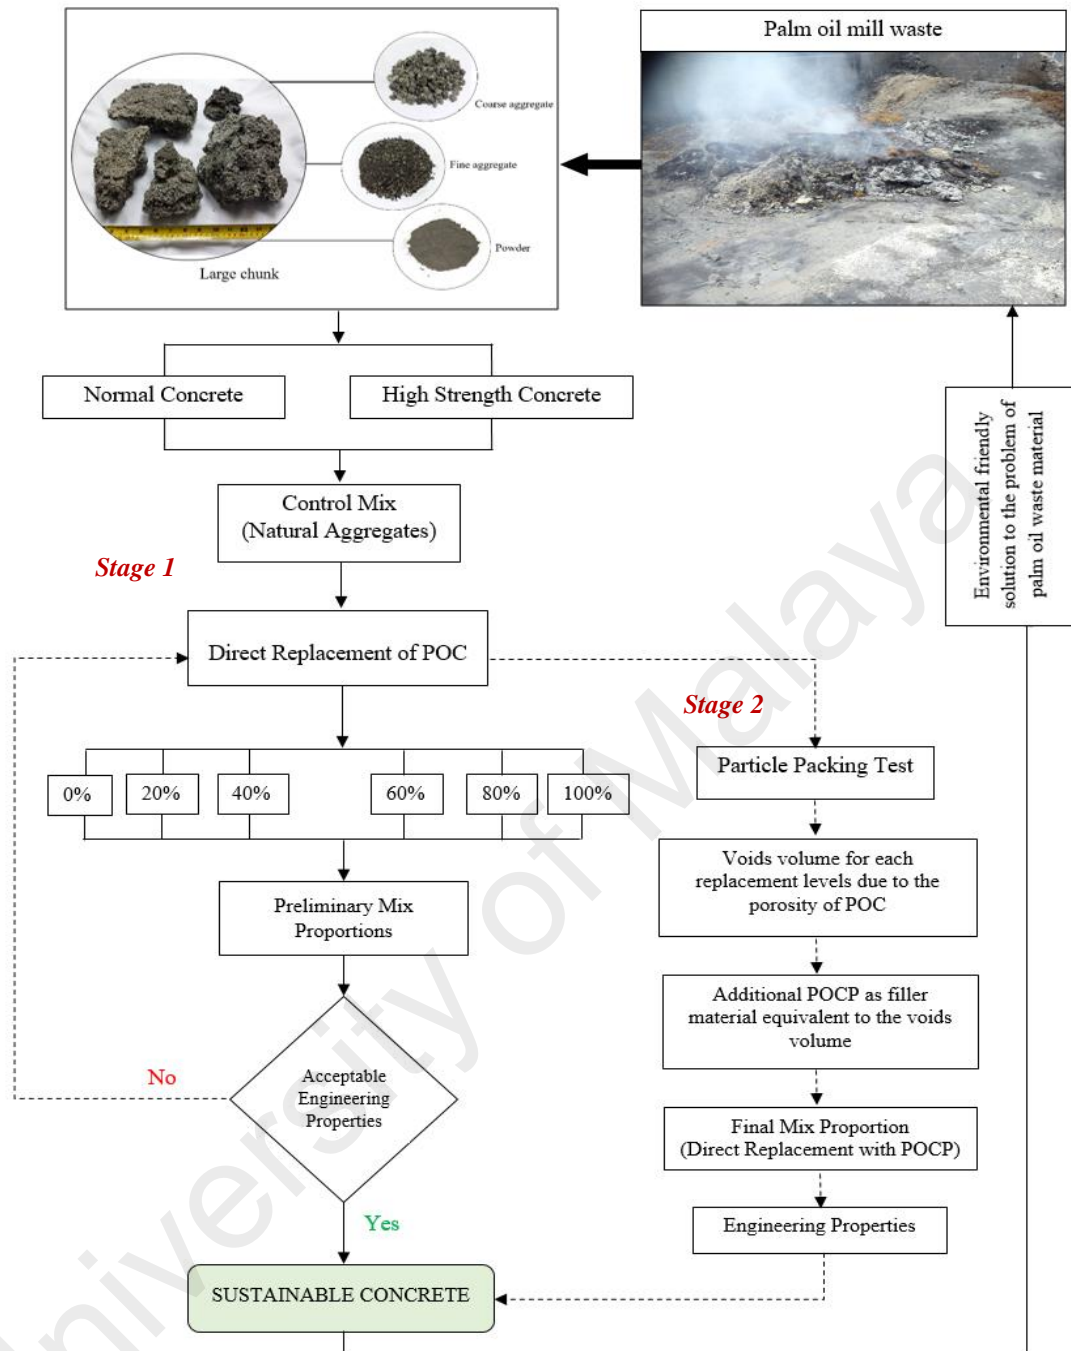 Palm oil mill waste
Coarse aggregate
Fine aggregate
Powder
Large chunk
Normal Concrete
High Strength Concrete
Control Mix
(Natural Aggregates)
Stage 1
Direct Replacement of POC
Stage 2
Environmental friendly
solution to the problem of
palm oil waste material
0%
20%
40%
60%
80%
100%
Particle Packing Test
Preliminary Mix
Proportions
Voids volume for each
replacement levels due to the
porosity of POC
Additional POCP as filler
material equivalent to the voids
volume
No
Acceptable
Engineering
Properties
Final Mix Proportion
(Direct Replacement with POCP)
Yes
Engineering Properties
SUSTAINABLE CONCRETE
University of Malaya